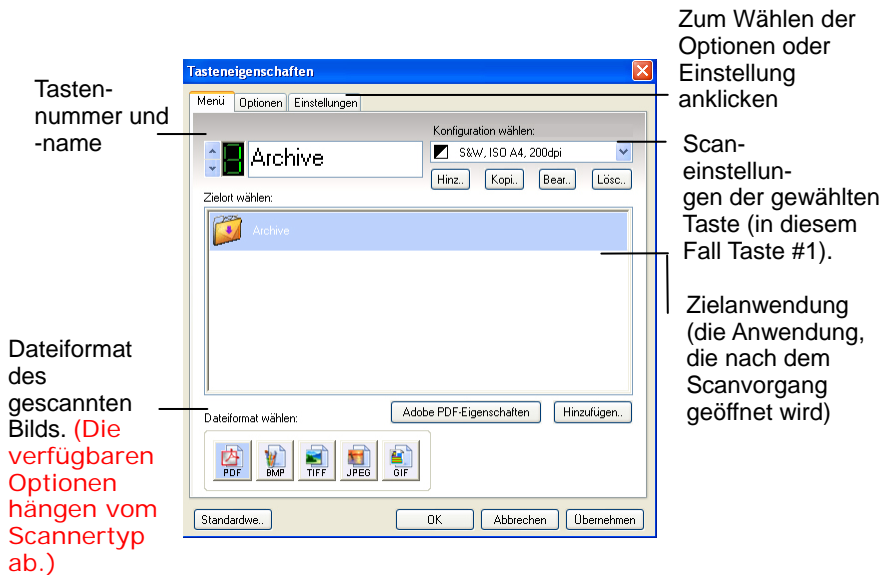 Zum Wählen der
Optionen oder
Einstellung
anklicken
Tasten-
nummer und
-name
Tasteneigenschaften
Menü
Optionen
Einstellungen
Konfiguration wählen:
Archive
S&W, ISO A4, 200dpi
Hinz..
Kopi..
Bear..
Lösc..
Zielort wählen:
Archive
Scan-
einstellun-
gen der gewählten
Taste (in diesem
Fall Taste #1).
Zielanwendung
(die Anwendung,
die nach dem
Scanvorgang
geöffnet wird)
Dateiformat
des
gescannten
Bilds. (Die
verfügbaren
Optionen
hängen vom
Scannertyp
ab.)
Dateiformat wählen:
Adobe PDF-Eigenschaften
Hinzufügen..
PDF
BMP
TIFF
JPEG
GIF
Standardwe..
OK
Abbrechen
Übernehmen